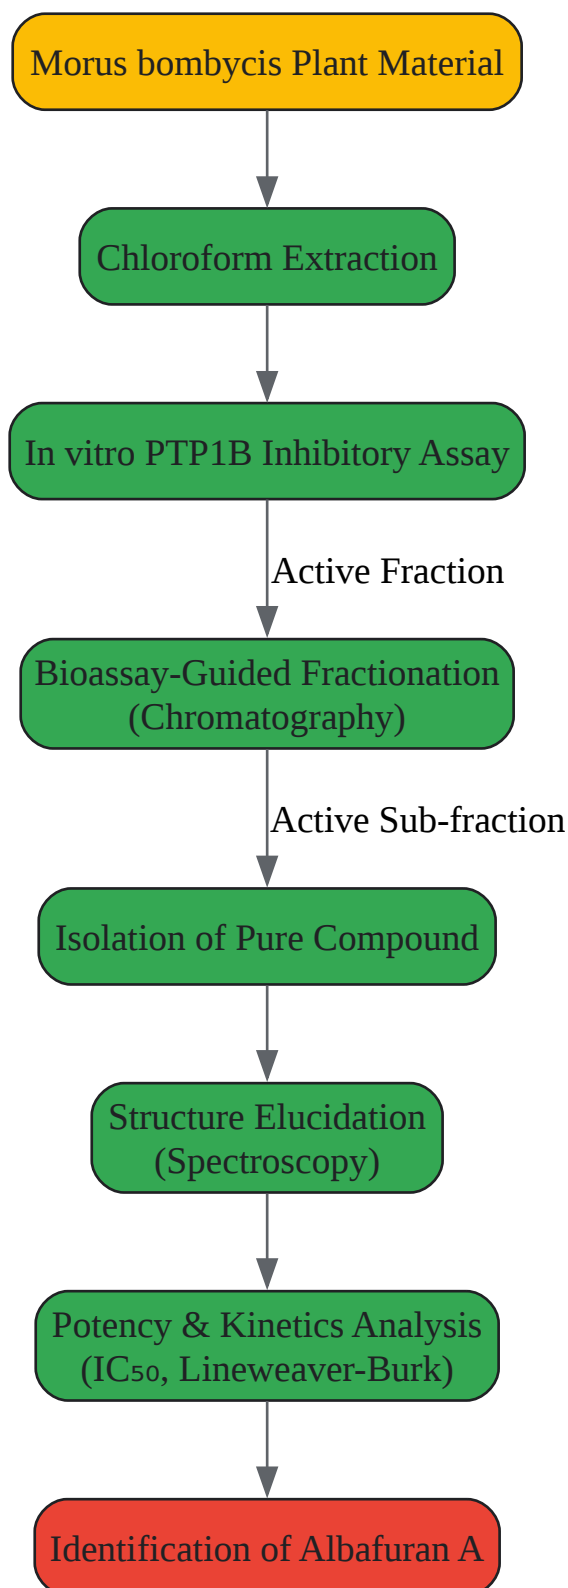 Morus bombycis Plant Material
Chloroform Extraction
In vitro PTP1B Inhibitory Assay
Active Fraction
Bioassay-Guided Fractionation
(Chromatography)
Active Sub-fraction
Isolation of Pure Compound
Structure Elucidation
(Spectroscopy)
Potency & Kinetics Analysis
(IC₅₀, Lineweaver-Burk)
Identification of Albafuran A